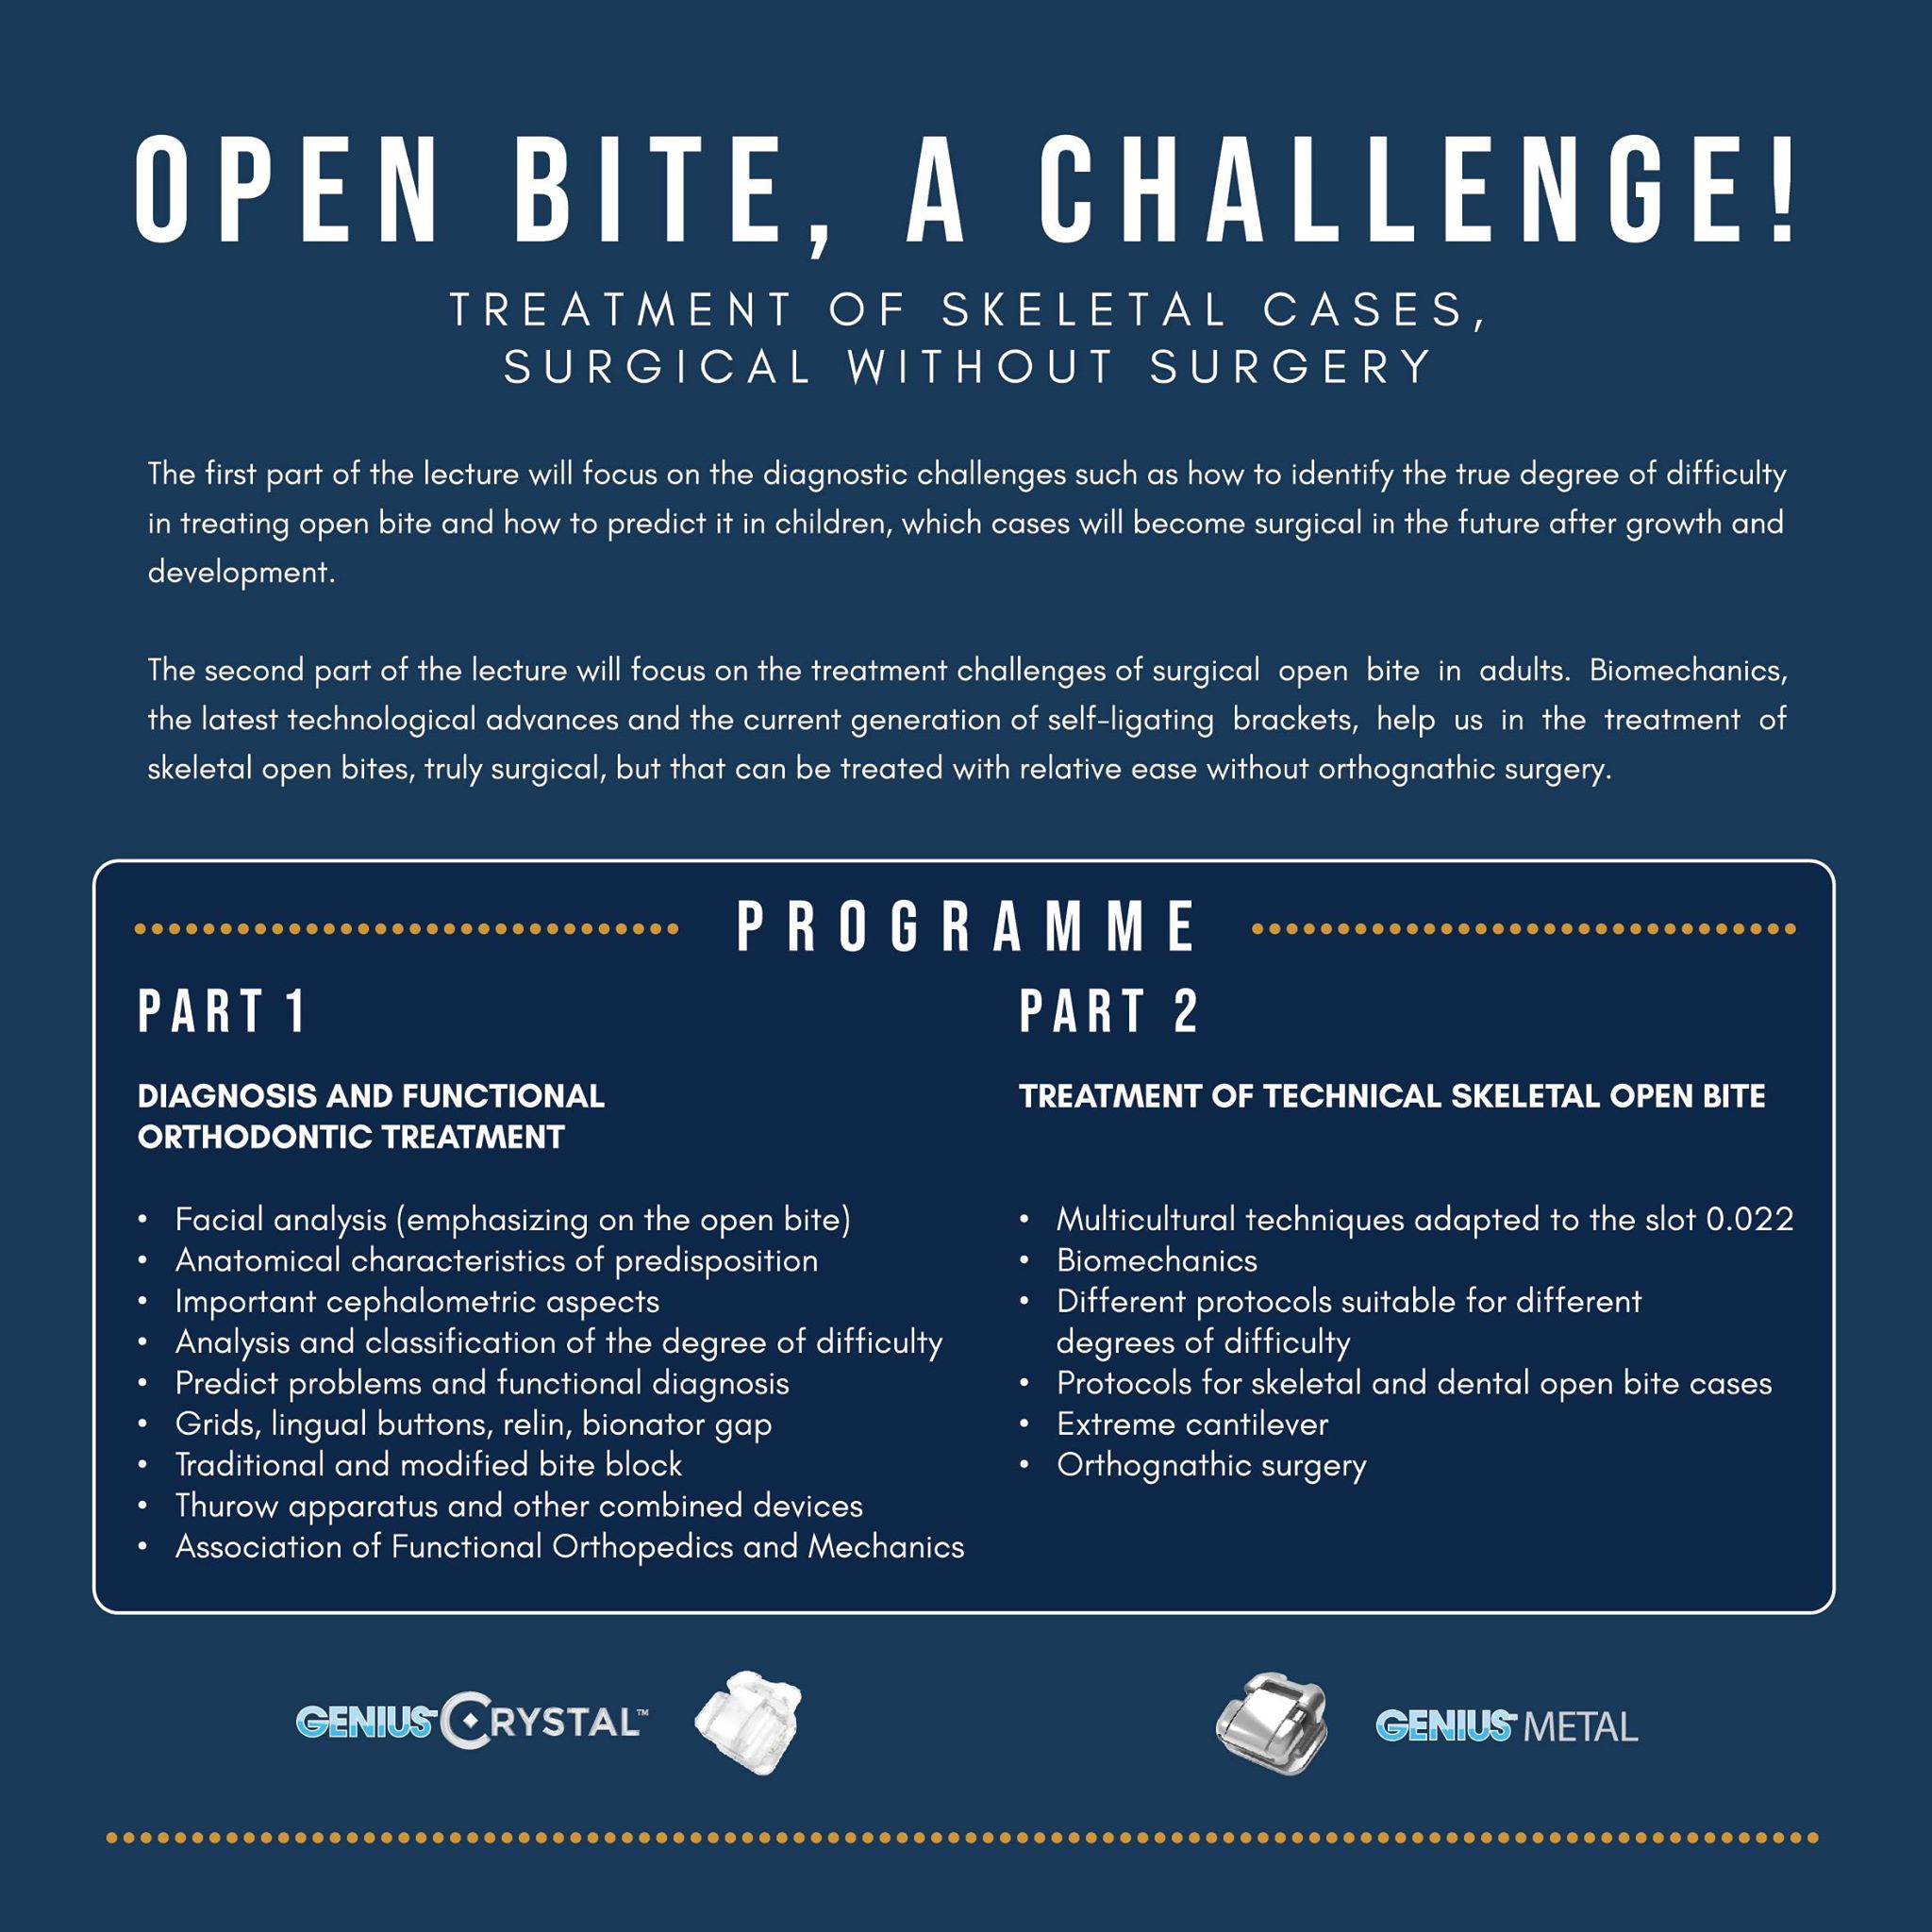 OPEN BITE, A CHALLENGE!
TREATMENT OF SKELETAL CASES,
SURGICAL WITHOUT SURGERY
The first part of the lecture will focus on the diagnostic challenges such as how to identify the true degree of difficulty
in treating open bite and how to predict it in children, which cases will become surgical in the future after growth and
development.
The second part of the lecture will focus on the treatment challenges of surgical open bite in adults. Biomechanics,
the latest technological advances and the current generation of self-ligating brackets, help us in the treatment of
skeletal open bites, truly surgical, but that can be treated with relative ease without orthognathic surgery.
PROGRAMME
PART 1
DIAGNOSIS AND FUNCTIONAL
ORTHODONTIC TREATMENT
• Facial analysis (emphasizing on the open bite)
• Anatomical characteristics of predisposition
• Important cephalometric aspects
• Analysis and classification of the degree of difficulty
• Predict problems and functional diagnosis
• Grids, lingual buttons, relin, bionator gap
• Traditional and modified bite block
• Thurow apparatus and other combined devices
• Association of Functional Orthopedics and Mechanics
PART 2
TREATMENT OF TECHNICAL SKELETAL OPEN BITE
• Multicultural techniques adapted to the slot 0.022
• Biomechanics
• Different protocols suitable for different
degrees of difficulty
• Protocols for skeletal and dental open bite cases
• Extreme cantilever
• Orthognathic surgery
GENIUS CRYSTAL™
GENIUS™ METAL